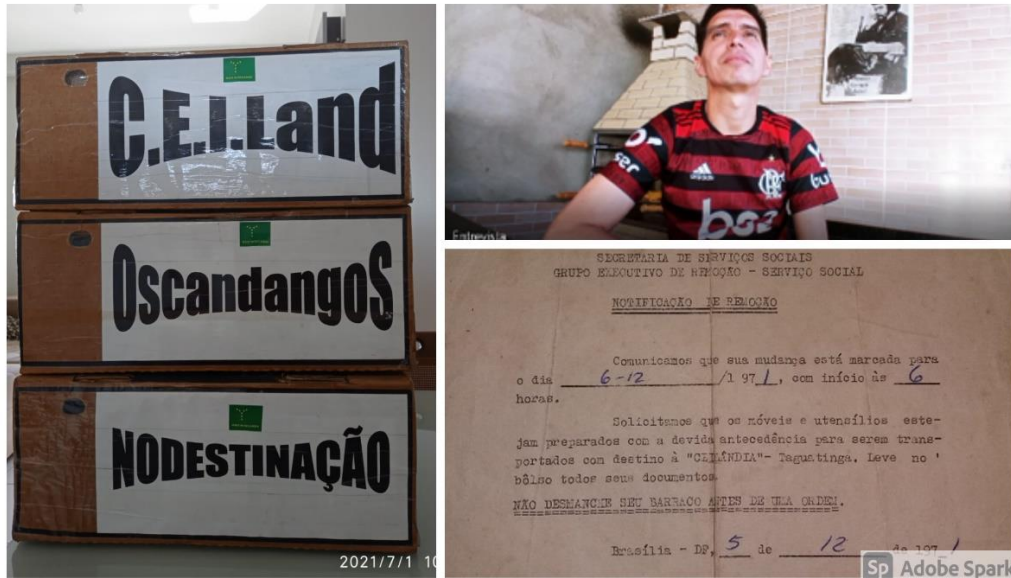 C.E.I.Land
OscandangoS
NODESTINAÇÃO
2021/7/1 10
Entrevista
SECRETARIA DE SERVIÇOS SOCIAIS
GRUPO EXECUTIVO DE REMOÇÃO - SERVIÇO SOCIAL
NOTIFICAÇÃO DE REMOÇÃO
Comunicamos que sua mudança está marcada para
o dia 6-12 /1 971, com início às 6
horas.
Solicitamos que os móveis e utensílios este-
jam preparados com a devida antecedência para serem trans-
portados com destino à "CEILÂNDIA"- Taguatinga. Leve no '
bôlso todos seus documentos.
NÃO DESMANCHE SEU BARRACO ANTES DE UMA ORDEM.
Brasília - DF, 5 de 12 de 1971
Sp Adobe Spark
adidas